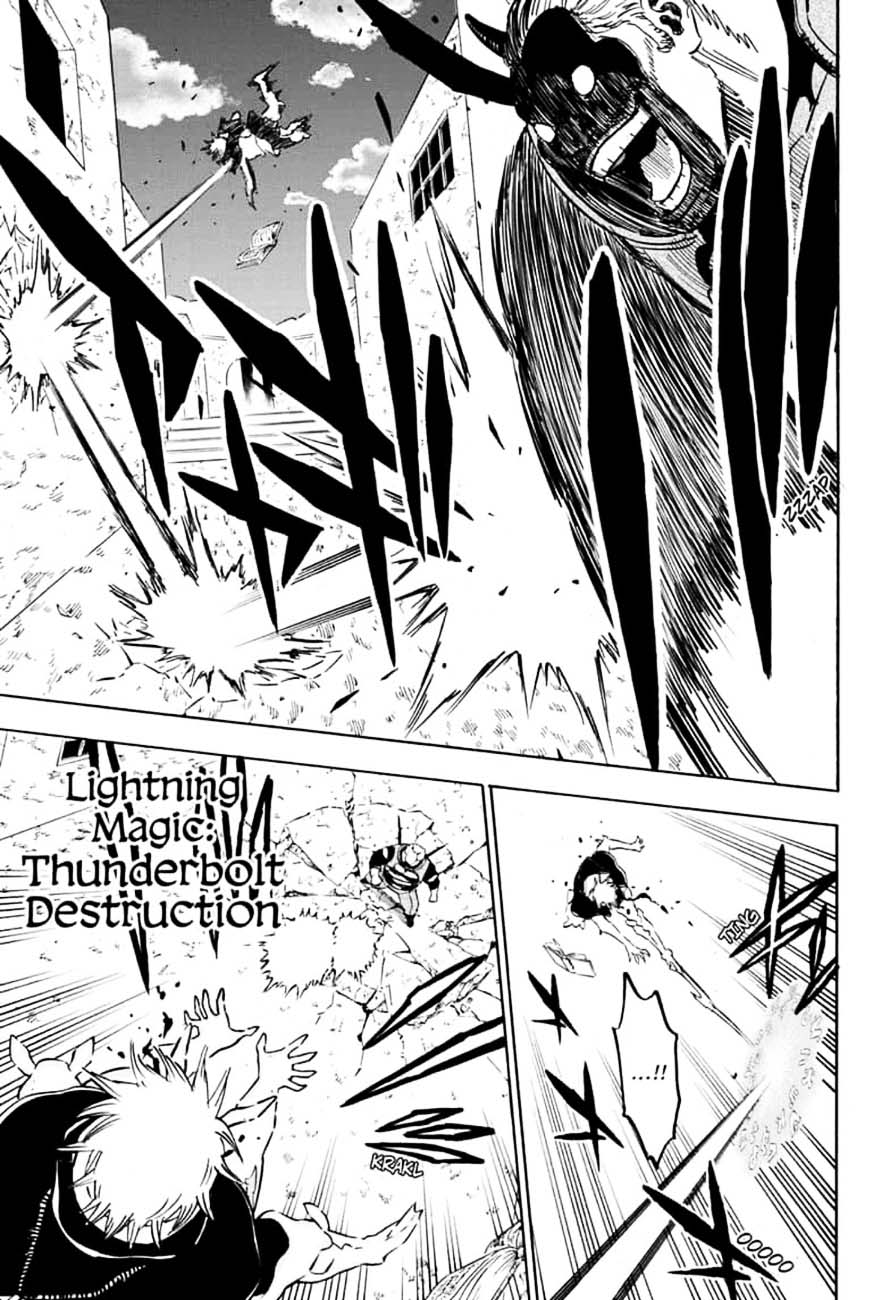 ZZZAP
TING
...!!
OOOOO
Lightning
Magic:
Thunderbolt
Destruction
KRAKL